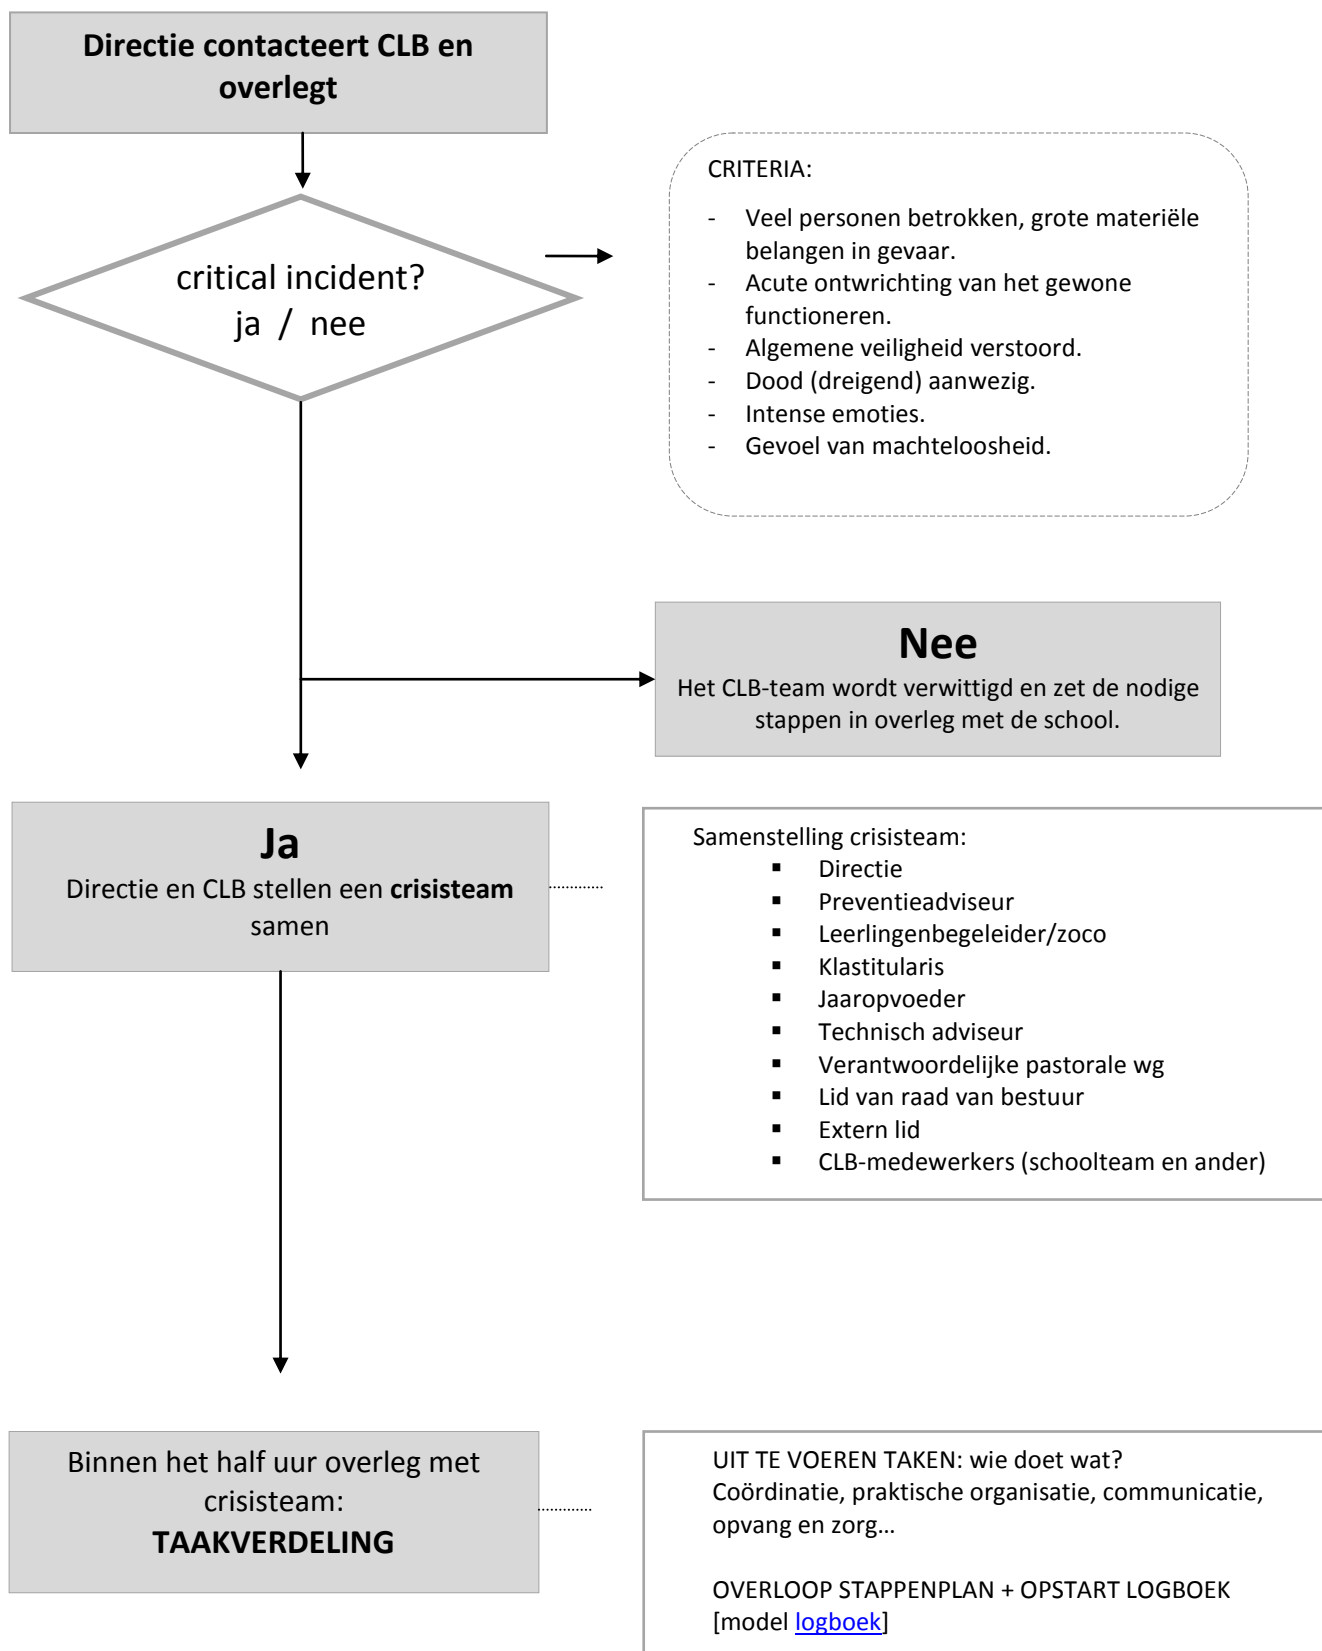 Directie contacteert CLB en
overlegt
critical incident?
ja / nee
CRITERIA:
- Veel personen betrokken, grote materiële
belangen in gevaar.
- Acute ontwrichting van het gewone
functioneren.
- Algemene veiligheid verstoord.
- Dood (dreigend) aanwezig.
- Intense emoties.
- Gevoel van machteloosheid.
Nee
Het CLB-team wordt verwittigd en zet de nodige
stappen in overleg met de school.
Ja
Directie en CLB stellen een crisisteam
samen
Samenstelling crisisteam:
▪ Directie
▪ Preventieadviseur
▪ Leerlingenbegeleider/zoco
▪ Klastitularis
▪ Jaaropvoeder
▪ Technisch adviseur
▪ Verantwoordelijke pastorale wg
▪ Lid van raad van bestuur
▪ Extern lid
▪ CLB-medewerkers (schoolteam en ander)
Binnen het half uur overleg met
crisisteam:
TAAKVERDELING
UIT TE VOEREN TAKEN: wie doet wat?
Coördinatie, praktische organisatie, communicatie,
opvang en zorg…
OVERLOOP STAPPENPLAN + OPSTART LOGBOEK
[model logboek]